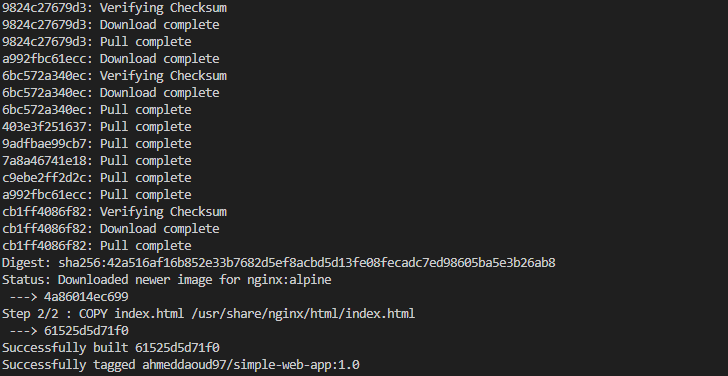 9824c27679d3: Verifying Checksum
9824c27679d3: Download complete
9824c27679d3: Pull complete
a992fbc61ecc: Download complete
6bc572a340ec: Verifying Checksum
6bc572a340ec: Download complete
6bc572a340ec: Pull complete
403e3f251637: Pull complete
9adfbae99cb7: Pull complete
7a8a46741e18: Pull complete
c9ebe2ff2d2c: Pull complete
a992fbc61ecc: Pull complete
cb1ff4086f82: Verifying Checksum
cb1ff4086f82: Download complete
cb1ff4086f82: Pull complete
Digest: sha256:42a516af16b852e33b7682d5ef8acbd5d13fe08fecadc7ed98605ba5e3b26ab8
Status: Downloaded newer image for nginx:alpine
 ---> 4a86014ec699
Step 2/2 : COPY index.html /usr/share/nginx/html/index.html
 ---> 61525d5d71f0
Successfully built 61525d5d71f0
Successfully tagged ahmeddaoud97/simple-web-app:1.0